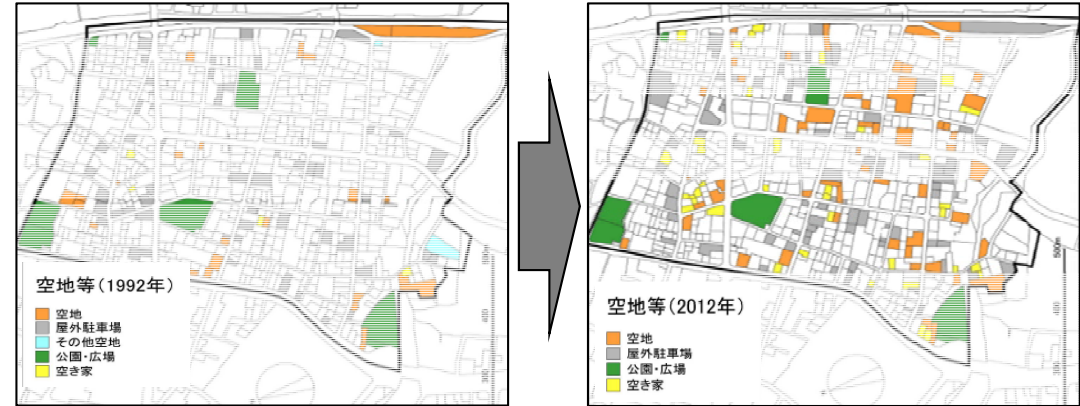 空地等(1992年)
空地
屋外駐車場
その他空地
公園・広場
空き家
空地等(2012年)
空地
屋外駐車場
公園・広場
空き家
500m
400